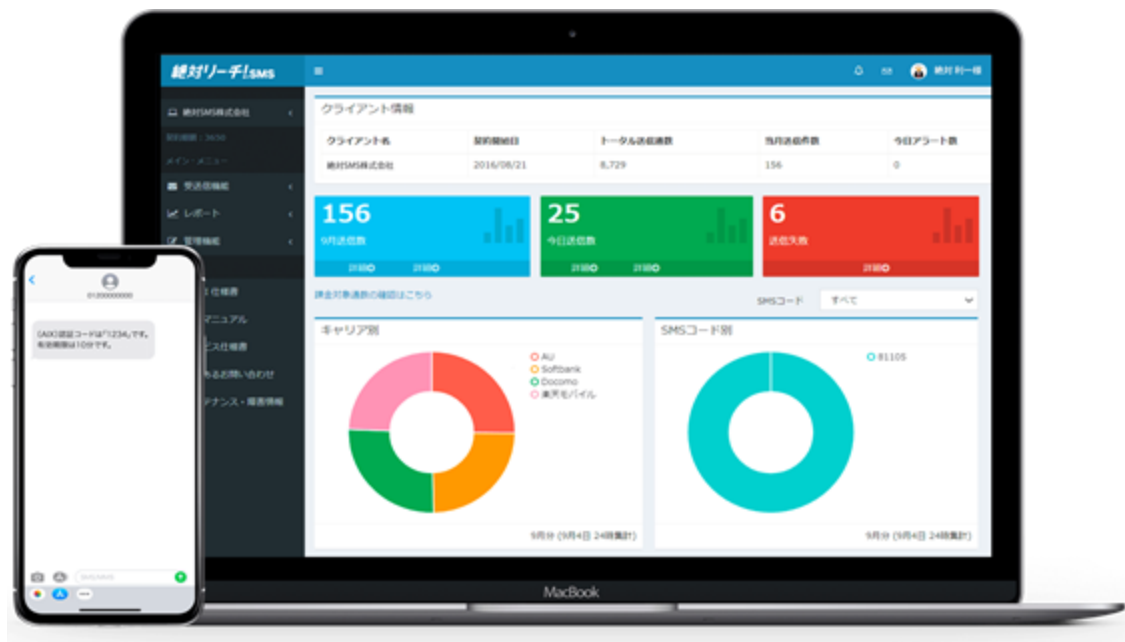 絶対リーチ!SMS
絶対 利一様
絶対SMS株式会社
契約期間 : 3650
メイン・メニュー
受送信機能
レポート
管理機能
仕様書
マニュアル
ビス仕様書
あるお問い合わせ
テナンス・障害情報
クライアント情報
クライアント名 契約開始日 トータル送信通数 当月送信件数 今日アラート数
絶対SMS株式会社 2016/08/21 8,729 156 0
156
9月送信数
詳細 詳細
25
今日送信数
詳細 詳細
6
送信失敗
詳細
課金対象通数の確認はこちら
SMSコード すべて
キャリア別
AU
Softbank
Docomo
楽天モバイル
9月分 (9月4日 24時集計)
SMSコード別
81105
9月分 (9月4日 24時集計)
MacBook
認証コードは「1234」です。
有効期限は10分です。